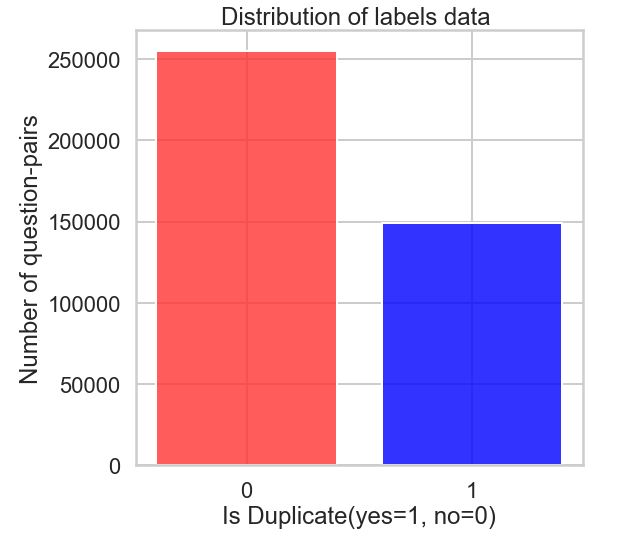 Distribution of labels data
Number of question-pairs
250000
200000
150000
100000
50000
0
0 1
Is Duplicate(yes=1, no=0)